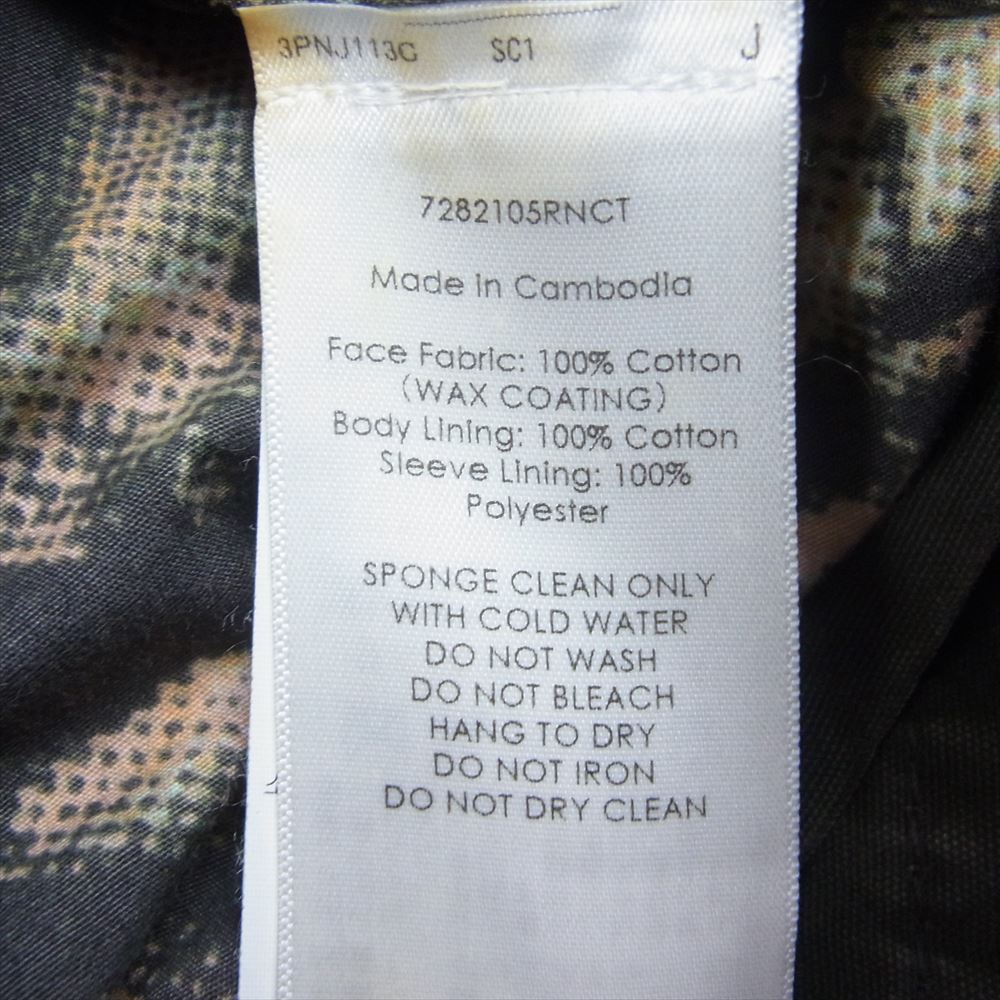 3PNJ113G SC1 J
7282105RNCT
Made in Cambodia
Face Fabric: 100% Cotton
(WAX COATING)
Body Lining: 100% Cotton
Sleeve Lining: 100%
Polyester
SPONGE CLEAN ONLY
WITH COLD WATER
DO NOT WASH
DO NOT BLEACH
HANG TO DRY
DO NOT IRON
DO NOT DRY CLEAN